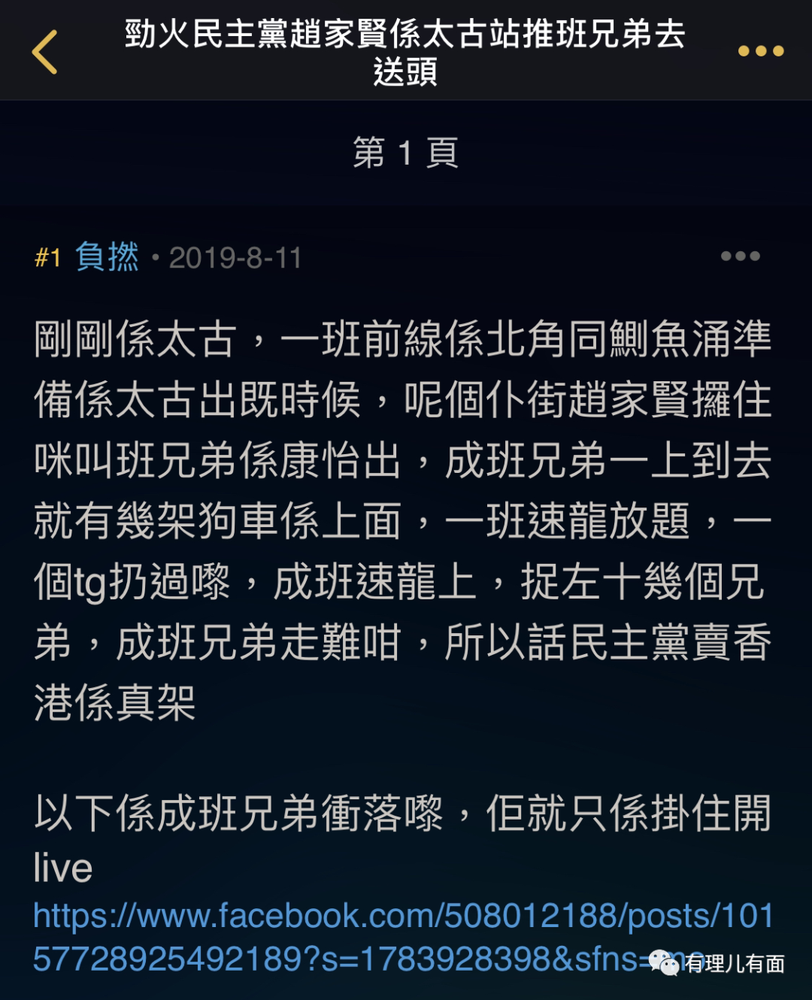 勁火民主黨趙家賢係太古站推班兄弟去
送頭
第 1 頁
#1 負撚 • 2019-8-11
剛剛係太古，一班前線係北角同鰂魚涌準
備係太古出既時候，呢個仆街趙家賢攞住
咪叫班兄弟係康怡出，成班兄弟一上到去
就有幾架狗車係上面，一班速龍放題，一
個tg扔過嚟，成班速龍上，捉左十幾個兄
弟，成班兄弟走難咁，所以話民主黨賣香
港係真架
以下係成班兄弟衝落嚟，佢就只係掛住開
live
https://www.facebook.com/508012188/posts/101
57728925492189?s=1783928398&sfns=mo
有理儿有面